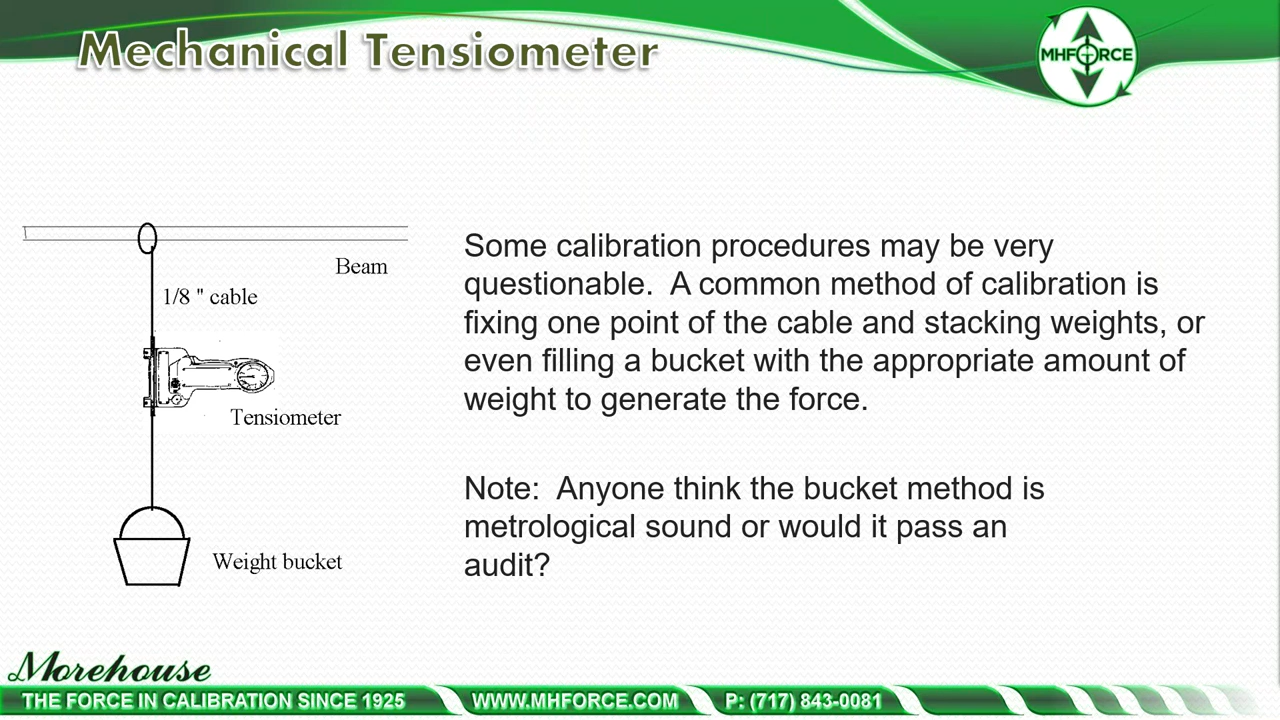 Mechanical Tensiometer
MHFORCE
Beam
1/8 " cable
Tensiometer
Weight bucket
Some calibration procedures may be very
questionable.  A common method of calibration is
fixing one point of the cable and stacking weights, or
even filling a bucket with the appropriate amount of
weight to generate the force.
Note:  Anyone think the bucket method is
metrological sound or would it pass an
audit?
Morehouse
THE FORCE IN CALIBRATION SINCE 1925
WWW.MHFORCE.COM
P: (717) 843-0081